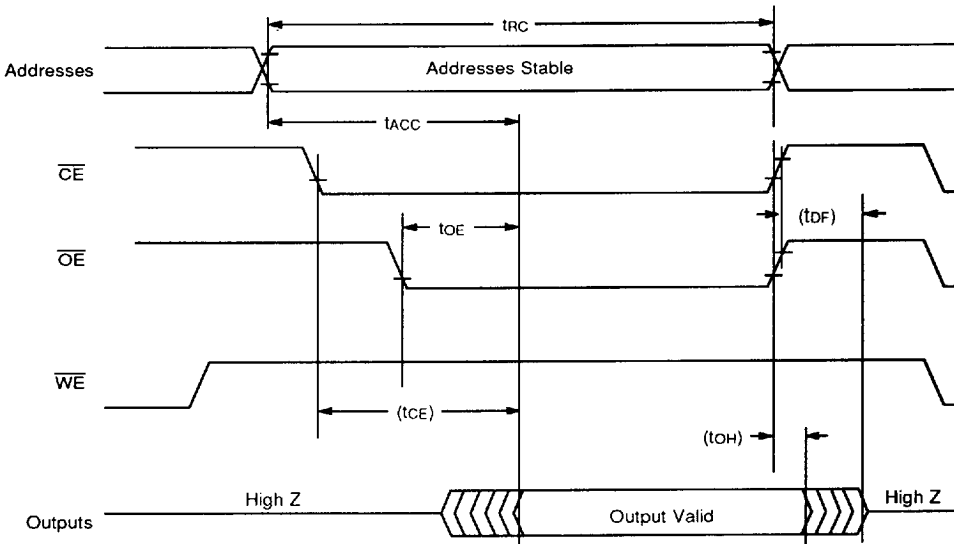 tRC
Addresses
Addresses Stable
tACC
CE
tOE
(tDF)
OE
WE
(tCE)
(tOH)
High Z
High Z
Outputs
Output Valid